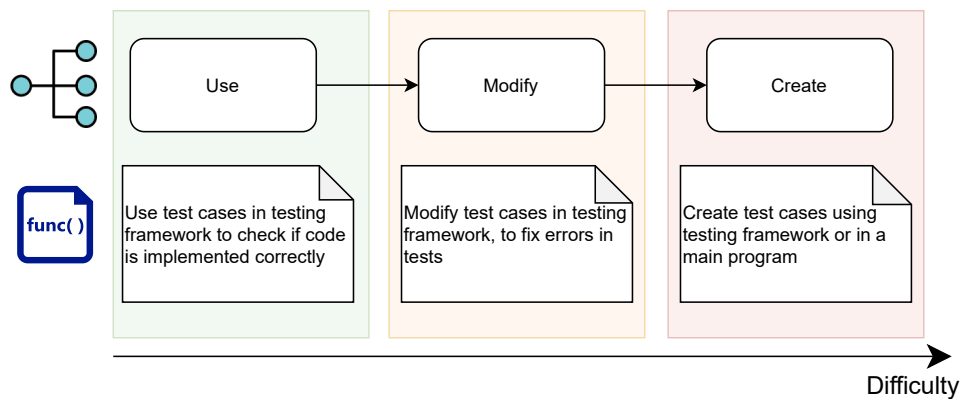 Use
Modify
Create
func( )
Use test cases in testing
framework to check if code
is implemented correctly
Modify test cases in testing
framework, to fix errors in
tests
Create test cases using
testing framework or in a
main program
Difficulty